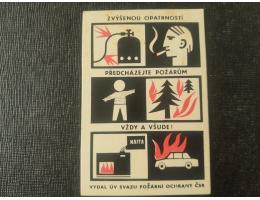 ZVÝŠENOU OPATRNOSTÍ
PŘEDCHÁZEJTE POŽÁRŮM
VŽDY A VŠUDE!
NAFTA
VYDAL ÚV SVAZU POŽÁRNÍ OCHRANY ČSR